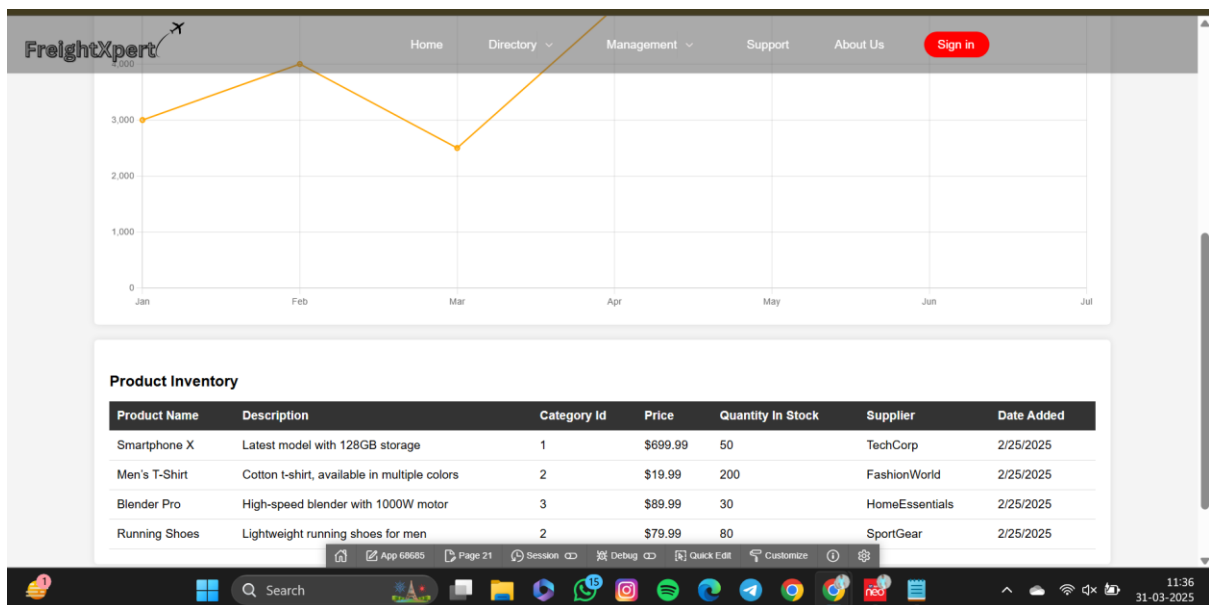 FreightXpert
Home Directory Management Support About Us Sign in
4,000
3,000
2,000
1,000
0
Jan Feb Mar Apr May Jun Jul
Product Inventory
Product Name Description Category Id Price Quantity In Stock Supplier Date Added
Smartphone X Latest model with 128GB storage 1 $699.99 50 TechCorp 2/25/2025
Men's T-Shirt Cotton t-shirt, available in multiple colors 2 $19.99 200 FashionWorld 2/25/2025
Blender Pro High-speed blender with 1000W motor 3 $89.99 30 HomeEssentials 2/25/2025
Running Shoes Lightweight running shoes for men 2 $79.99 80 SportGear 2/25/2025
App 68685 Page 21 Session Debug Quick Edit Customize
1 Search 15 neo 11:36
31-03-2025